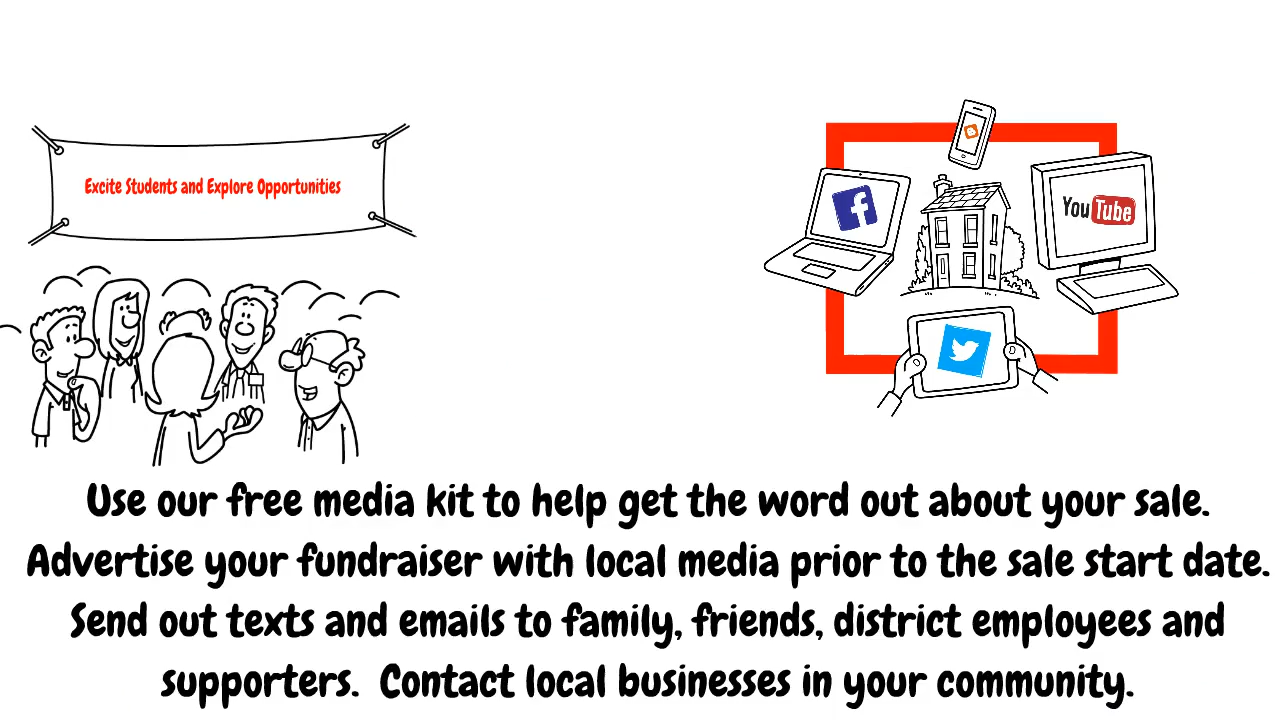 Excite Students and Explore Opportunities
f
You Tube
Use our free media kit to help get the word out about your sale.
Advertise your fundraiser with local media prior to the sale start date.
Send out texts and emails to family, friends, district employees and
supporters.  Contact local businesses in your community.